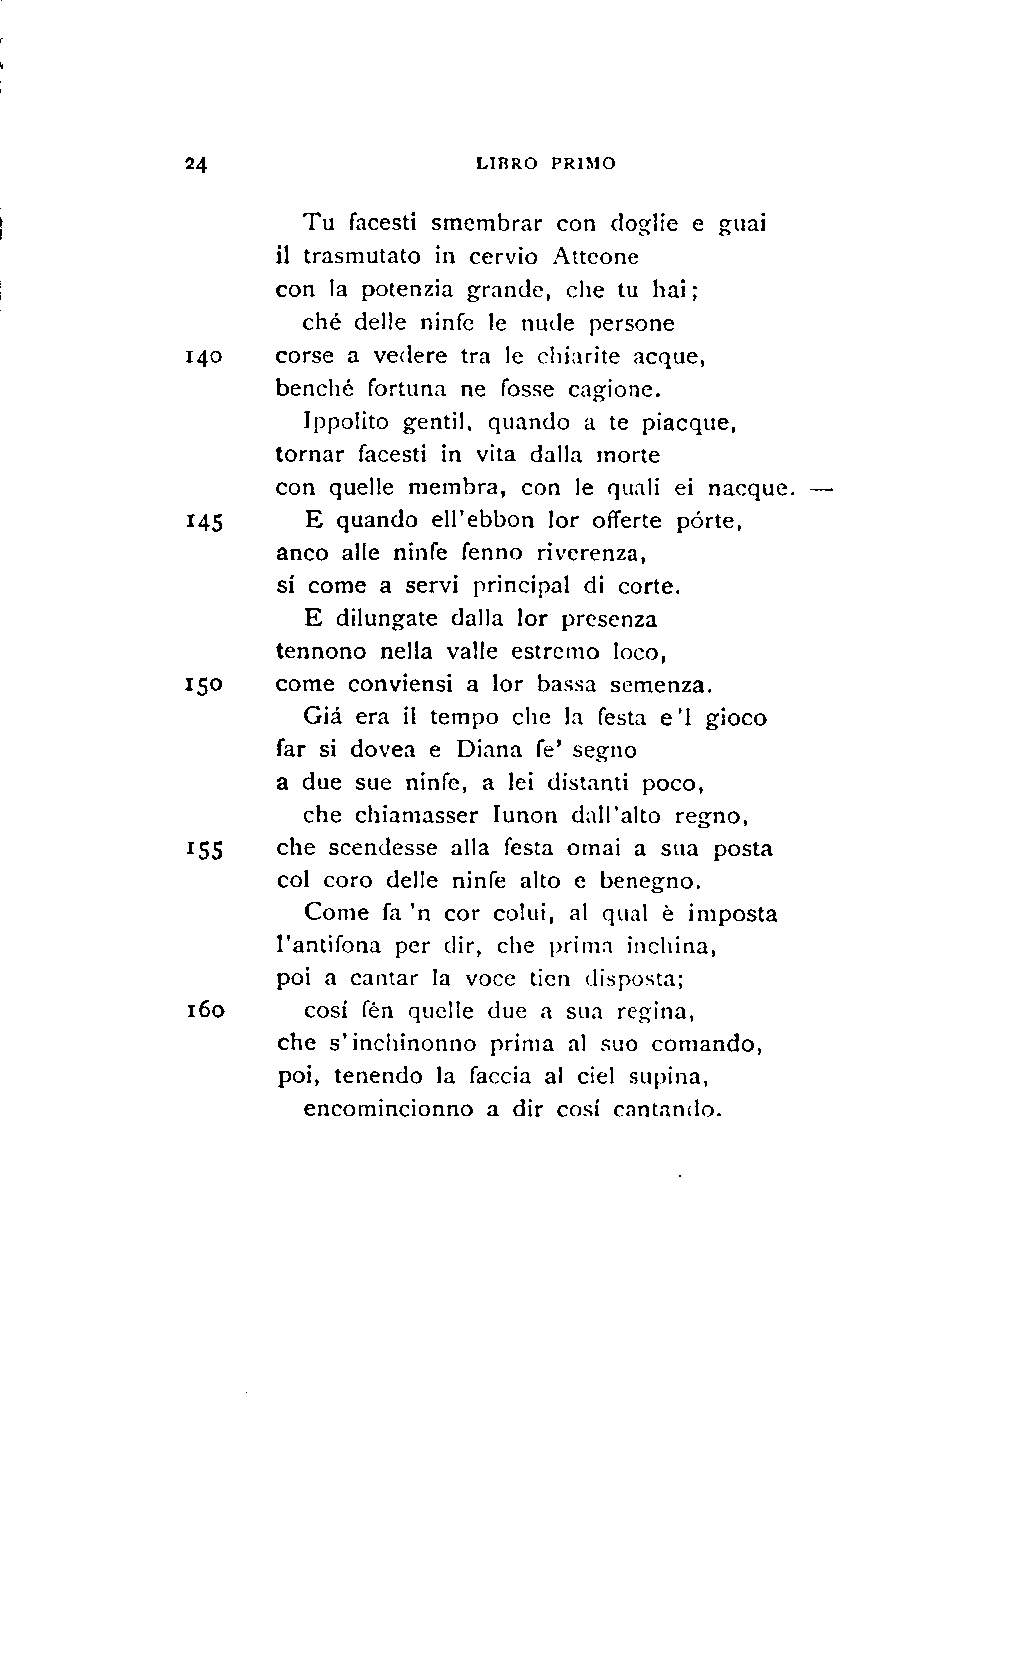 24 LIBRO PRIMO
Tu facesti smembrar con doglie e guai
il trasmutato in cervio Atteone
con la potenzia grande, che tu hai;
ché delle ninfe le nude persone
140 corse a vedere tra le chiarite acque,
benché fortuna ne fosse cagione.
Ippolito gentil, quando a te piacque,
tornar facesti in vita dalla morte
con quelle membra, con le quali ei nacque. —
145 E quando ell'ebbon lor offerte pórte,
anco alle ninfe fenno riverenza,
sí come a servi principal di corte.
E dilungate dalla lor presenza
tennono nella valle estremo loco,
150 come conviensi a lor bassa semenza.
Giá era il tempo che la festa e 'l gioco
far si dovea e Diana fe' segno
a due sue ninfe, a lei distanti poco,
che chiamasser Iunon dall'alto regno,
155 che scendesse alla festa omai a sua posta
col coro delle ninfe alto e benegno.
Come fa 'n cor colui, al qual è imposta
l'antifona per dir, che prima inchina,
poi a cantar la voce tien disposta;
160 cosí fên quelle due a sua regina,
che s'inchinonno prima al suo comando,
poi, tenendo la faccia al ciel supina,
encomincionno a dir cosí cantando.